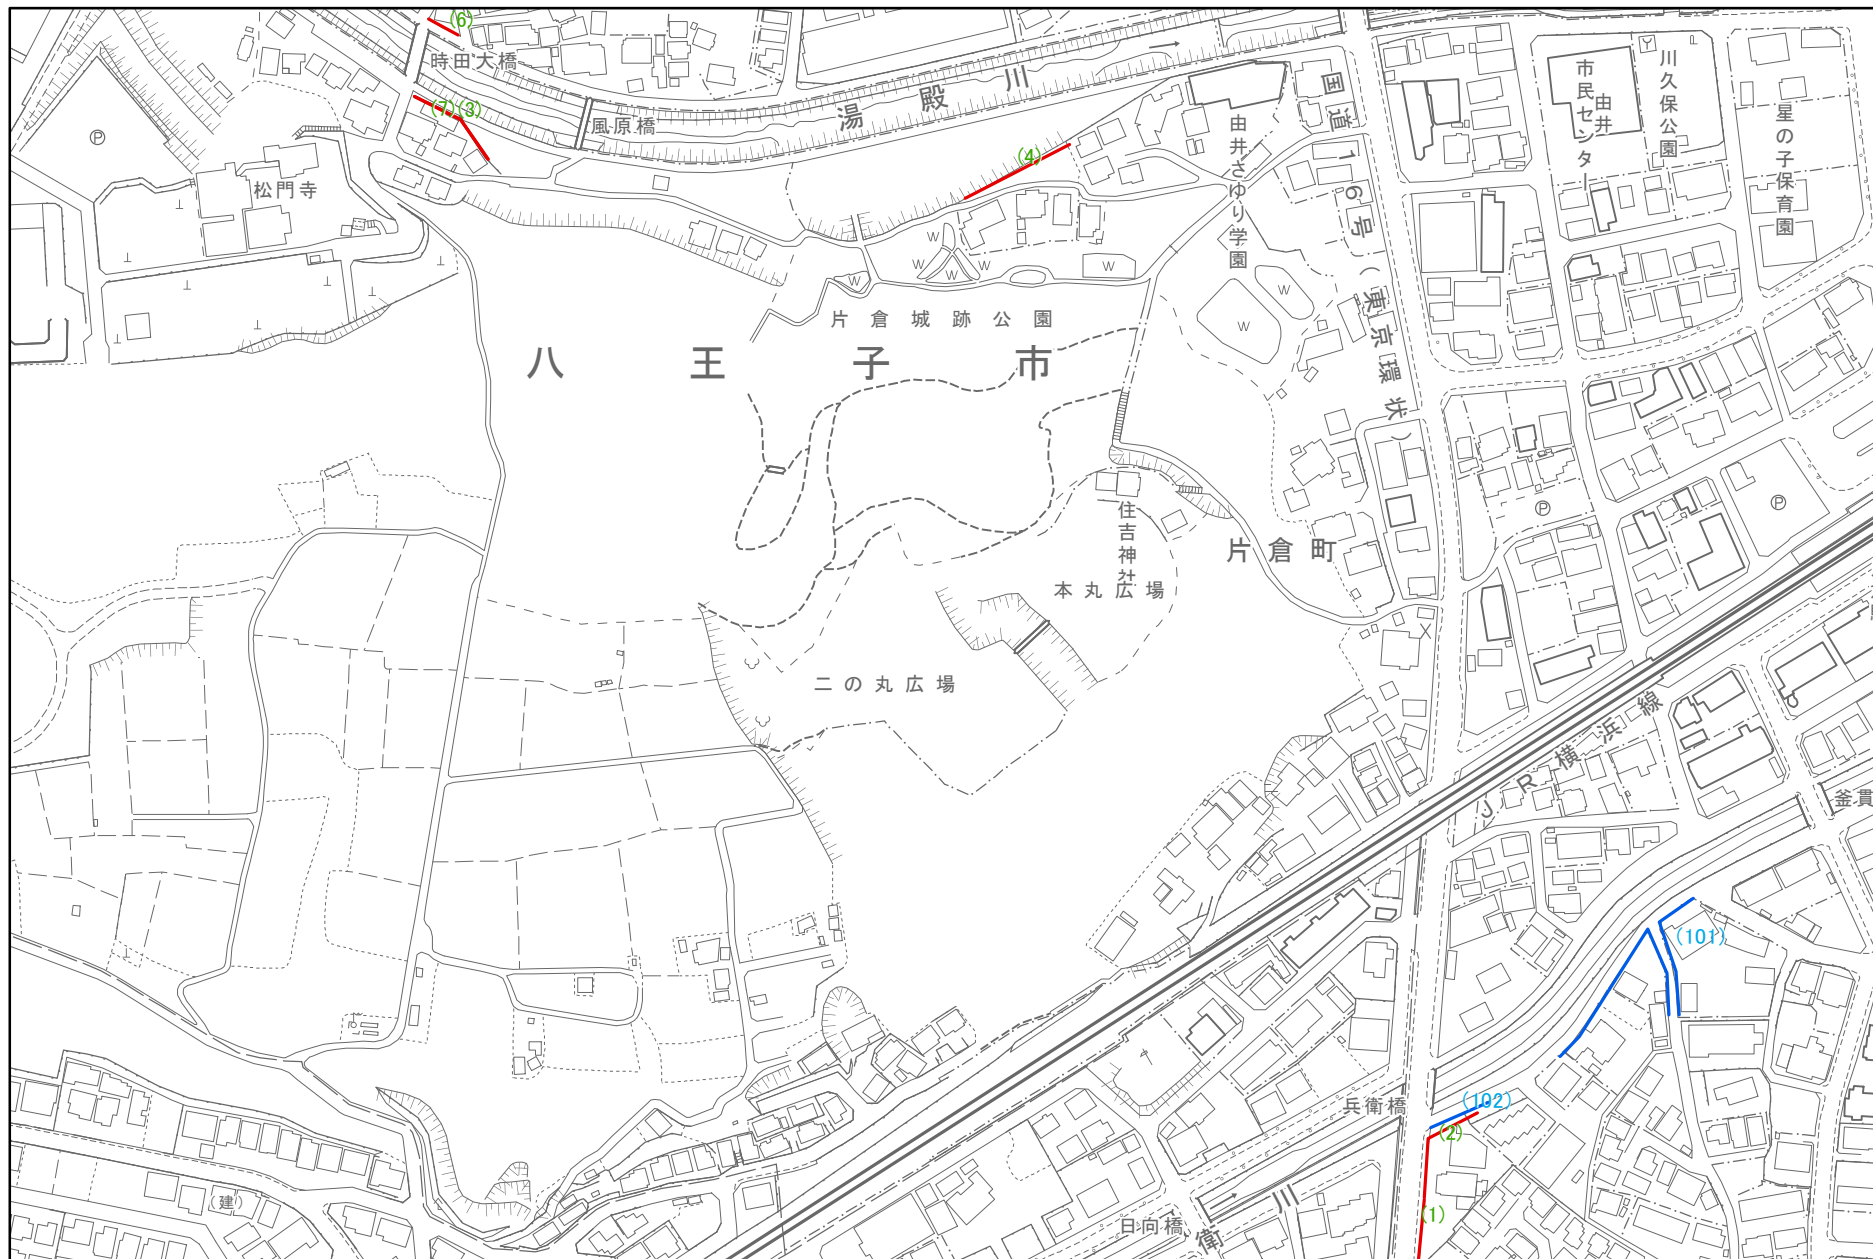 (6)
時田大橋
(7)(3)
風原橋
湯殿川
(4)
松門寺
由井さゆり学園
国道16号(東京環状)
由井
市民センター
川久保公園
星の子保育園
片倉城跡公園
八王子市
住吉神社
本丸広場
片倉町
二の丸広場
JR横浜線
釜貫
(101)
(102)
(2)
兵衛橋
(1)
日向橋
衛川
(建)
P
P
P
W
W
W
W
W
W
W
W